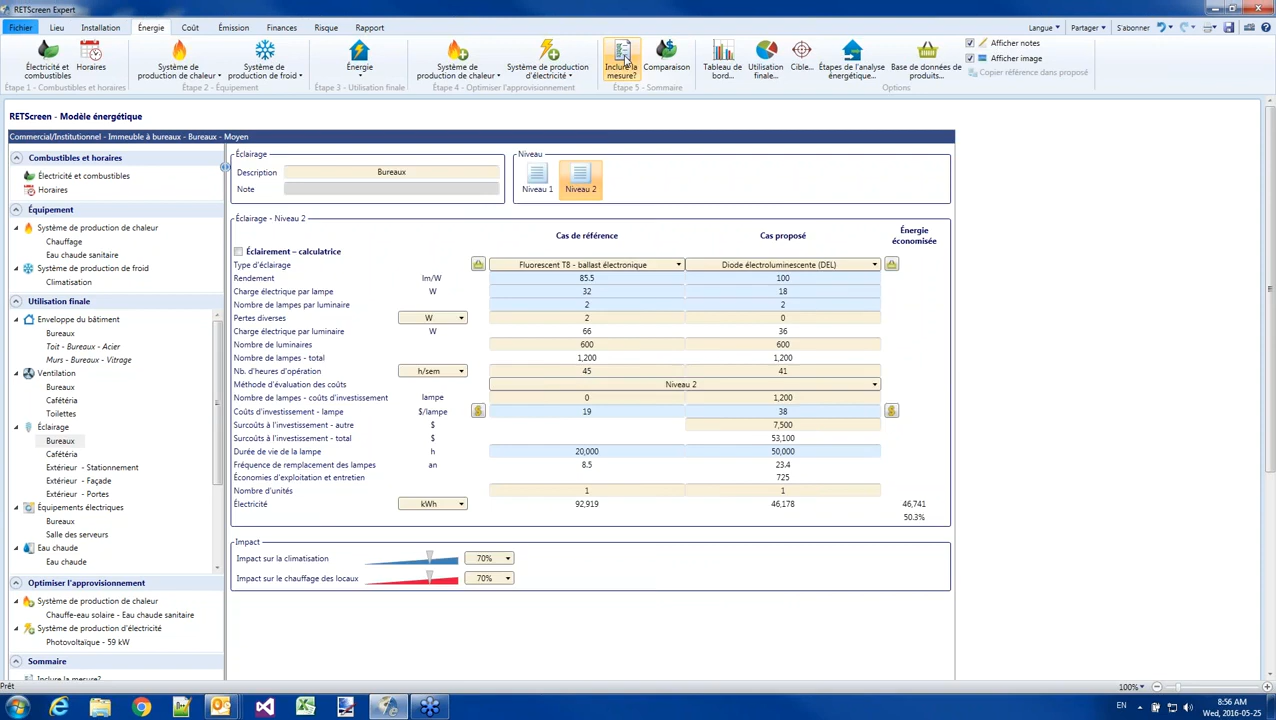 RETScreen Expert
Fichier Lieu Installation Énergie Coût Émission Finances Risque Rapport Langue Partager S'abonner
Électricité et combustibles Horaires
Étape 1 - Combustibles et horaires
Système de production de chaleur Système de production de froid
Étape 2 - Équipement
Énergie
Étape 3 - Utilisation finale
Système de production de chaleur Système de production d'électricité
Étape 4 - Optimiser l'approvisionnement
Inclure la mesure? Comparaison
Étape 5 - Sommaire
Tableau de bord... Utilisation finale... Cible... Étapes de l'analyse énergétique... Base de données de produits...
Options
Afficher notes
Afficher image
Copier référence dans proposé
RETScreen - Modèle énergétique
Commercial/Institutionnel - Immeuble à bureaux - Bureaux - Moyen
Combustibles et horaires
Électricité et combustibles
Horaires
Équipement
Système de production de chaleur
Chauffage
Eau chaude sanitaire
Système de production de froid
Climatisation
Utilisation finale
Enveloppe du bâtiment
Bureaux
Toit - Bureaux - Acier
Murs - Bureaux - Vitrage
Ventilation
Bureaux
Cafétéria
Toilettes
Éclairage
Bureaux
Cafétéria
Extérieur - Stationnement
Extérieur - Façade
Extérieur - Portes
Équipements électriques
Bureaux
Salle des serveurs
Eau chaude
Eau chaude
Optimiser l'approvisionnement
Système de production de chaleur
Chauffe-eau solaire - Eau chaude sanitaire
Système de production d'électricité
Photovoltaïque - 59 kW
Sommaire
Inclure la mesure?
Éclairage
Description Bureaux
Note
Niveau
Niveau 1 Niveau 2
Éclairage - Niveau 2
Cas de référence Cas proposé Énergie économisée
Éclairement – calculatrice
Type d'éclairage Fluorescent T8 - ballast électronique Diode électroluminescente (DEL)
Rendement lm/W 85.5 100
Charge électrique par lampe W 32 18
Nombre de lampes par luminaire 2 2
Pertes diverses W 2 0
Charge électrique par luminaire W 66 36
Nombre de luminaires 600 600
Nombre de lampes - total 1,200 1,200
Nb. d'heures d'opération h/sem 45 41
Méthode d'évaluation des coûts Niveau 2
Nombre de lampes - coûts d'investissement lampe 0 1,200
Coûts d'investissement - lampe $/lampe 19 38
Surcoûts à l'investissement - autre $ 7,500
Surcoûts à l'investissement - total $ 53,100
Durée de vie de la lampe h 20,000 50,000
Fréquence de remplacement des lampes an 8.5 23.4
Économies d'exploitation et entretien 725
Nombre d'unités 1 1
Électricité kWh 92,919 46,178 46,741
50.3%
Impact
Impact sur la climatisation 70%
Impact sur le chauffage des locaux 70%
Prêt
100%
EN
8:56 AM
Wed, 2016-05-25